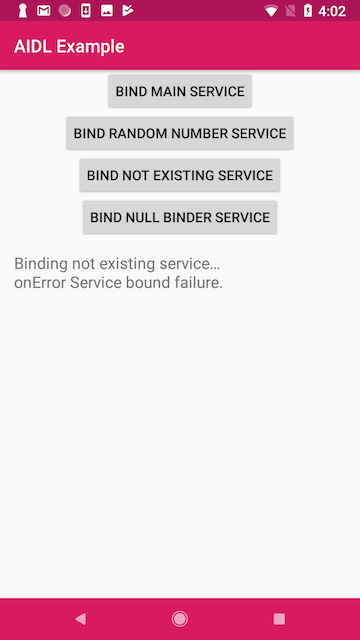 4:02
AIDL Example
BIND MAIN SERVICE
BIND RANDOM NUMBER SERVICE
BIND NOT EXISTING SERVICE
BIND NULL BINDER SERVICE
Binding not existing service...
onError Service bound failure.